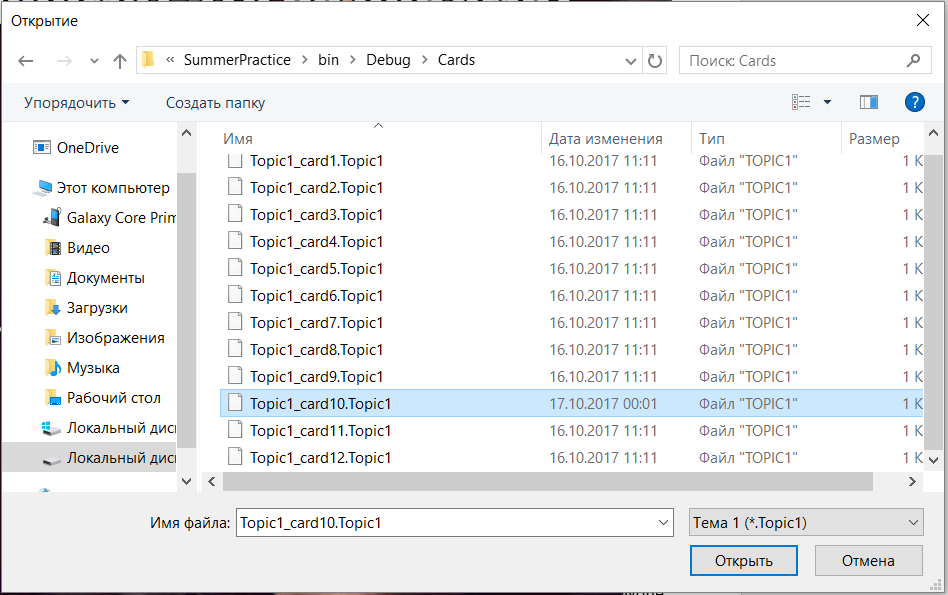 Открытие
« SummerPractice > bin > Debug > Cards
Поиск: Cards
Упорядочить
Создать папку
?
OneDrive
Этот компьютер
Galaxy Core Prim
Видео
Документы
Загрузки
Изображения
Музыка
Рабочий стол
Локальный дис
Локальный дис
Имя Дата изменения Тип Размер
Topic1_card1.Topic1 16.10.2017 11:11 Файл "TOPIC1" 1 К
Topic1_card2.Topic1 16.10.2017 11:11 Файл "TOPIC1" 1 К
Topic1_card3.Topic1 16.10.2017 11:11 Файл "TOPIC1" 1 К
Topic1_card4.Topic1 16.10.2017 11:11 Файл "TOPIC1" 1 К
Topic1_card5.Topic1 16.10.2017 11:11 Файл "TOPIC1" 1 К
Topic1_card6.Topic1 16.10.2017 11:11 Файл "TOPIC1" 1 К
Topic1_card7.Topic1 16.10.2017 11:11 Файл "TOPIC1" 1 К
Topic1_card8.Topic1 16.10.2017 11:11 Файл "TOPIC1" 1 К
Topic1_card9.Topic1 16.10.2017 11:11 Файл "TOPIC1" 1 К
Topic1_card10.Topic1 17.10.2017 00:01 Файл "TOPIC1" 1 К
Topic1_card11.Topic1 16.10.2017 11:11 Файл "TOPIC1" 1 К
Topic1_card12.Topic1 16.10.2017 11:11 Файл "TOPIC1" 1 К
Имя файла: Topic1_card10.Topic1
Тема 1 (*.Topic1)
Открыть
Отмена